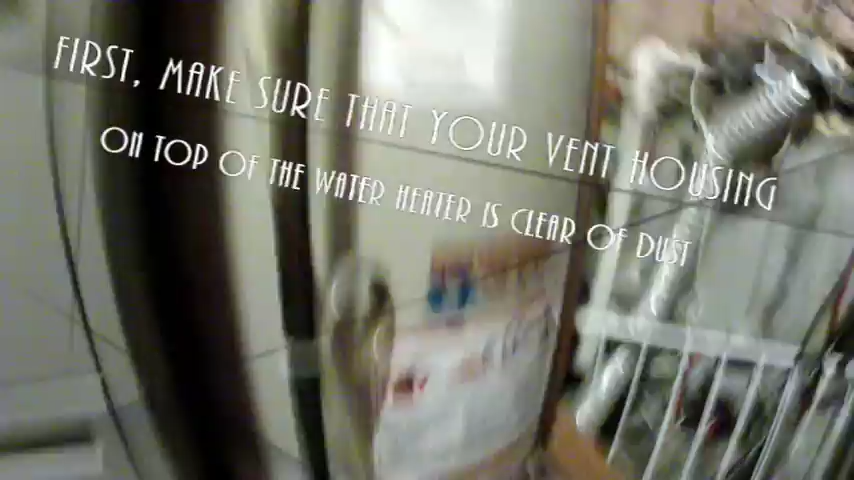 FIRST, MAKE SURE THAT YOUR VENT HOUSING
ON TOP OF THE WATER HEATER IS CLEAR OF DUST